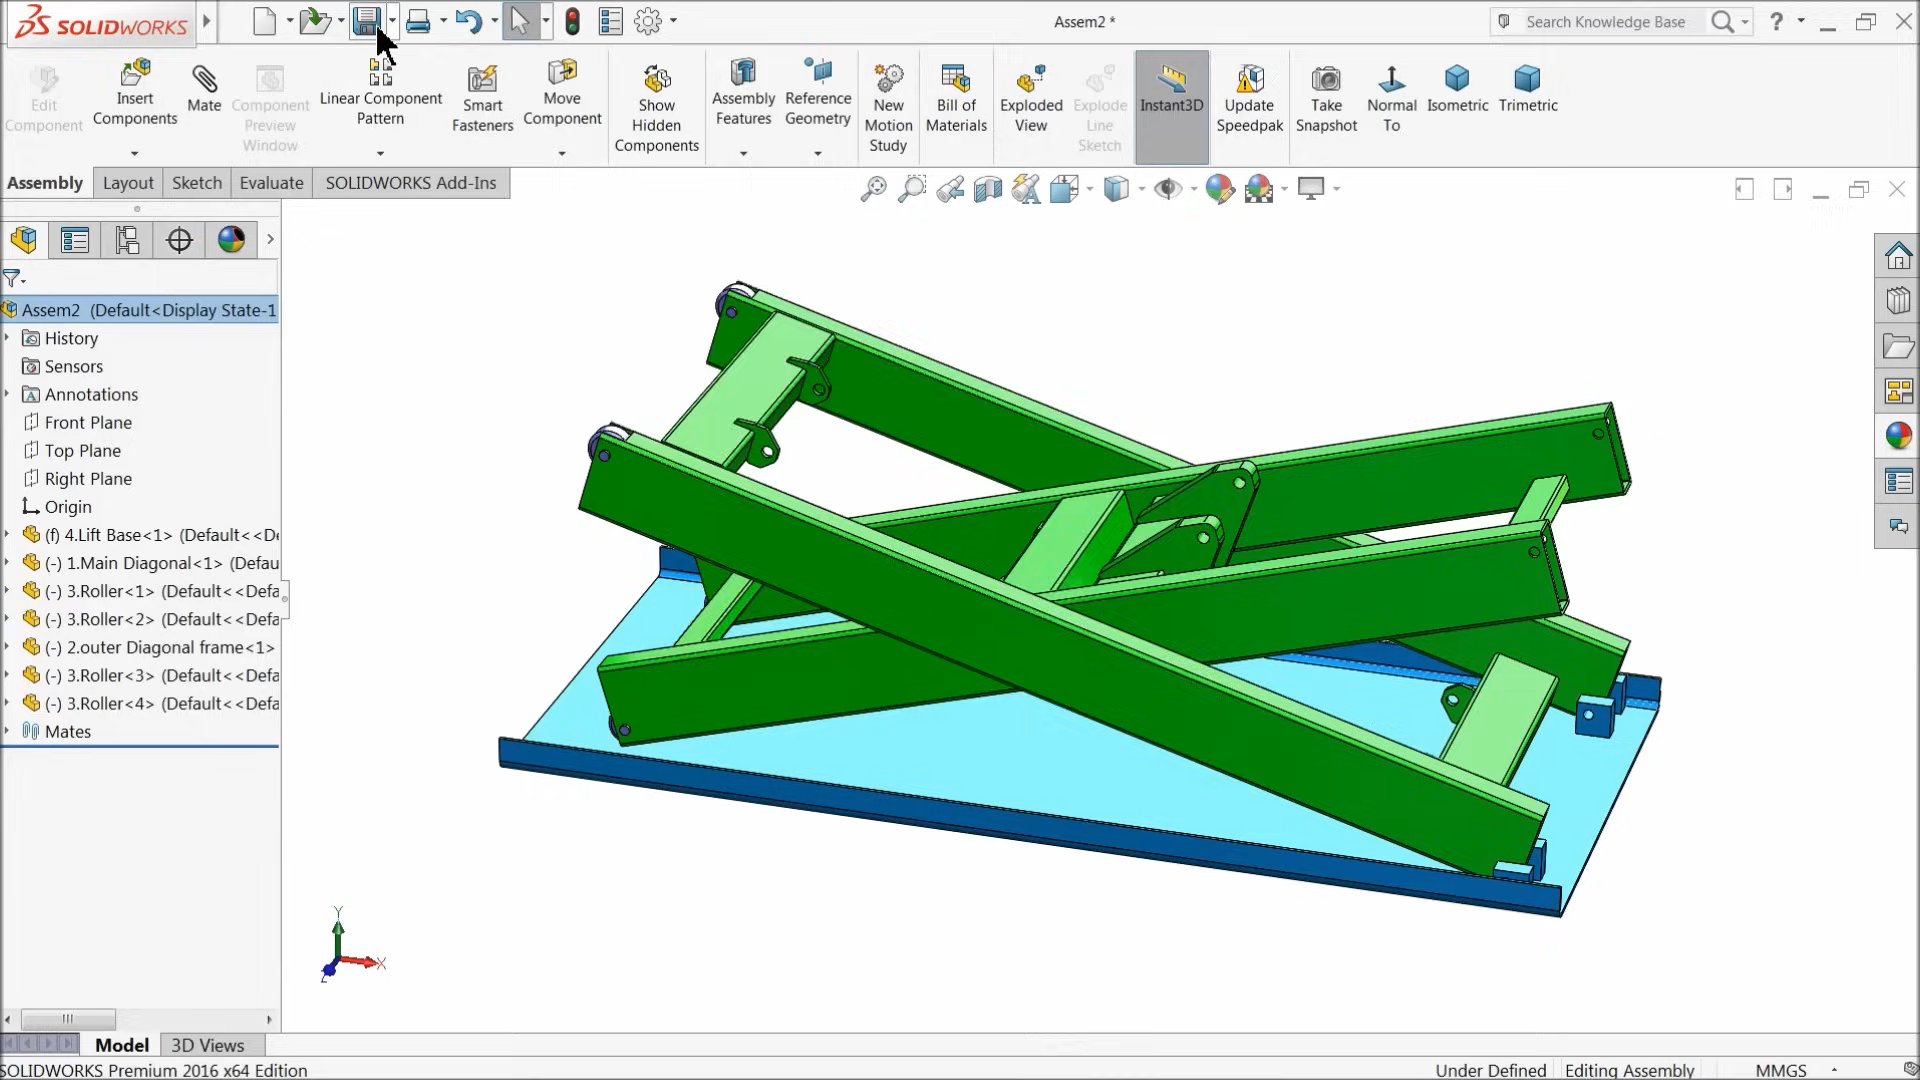 SOLIDWORKS
Assem2 *
Search Knowledge Base
?
Edit Component
Insert Components
Mate
Component Preview Window
Linear Component Pattern
Smart Fasteners
Move Component
Show Hidden Components
Assembly Features
Reference Geometry
New Motion Study
Bill of Materials
Exploded View
Explode Line Sketch
Instant3D
Update Speedpak
Take Snapshot
Normal To
Isometric
Trimetric
Assembly
Layout
Sketch
Evaluate
SOLIDWORKS Add-Ins
Assem2 (Default<Display State-1
History
Sensors
Annotations
Front Plane
Top Plane
Right Plane
Origin
(f) 4.Lift Base<1> (Default<<De
(-) 1.Main Diagonal<1> (Defau
(-) 3.Roller<1> (Default<<Defa
(-) 3.Roller<2> (Default<<Defa
(-) 2.outer Diagonal frame<1>
(-) 3.Roller<3> (Default<<Defa
(-) 3.Roller<4> (Default<<Defa
Mates
Y
X
Z
Model
3D Views
SOLIDWORKS Premium 2016 x64 Edition
Under Defined
Editing Assembly
MMGS